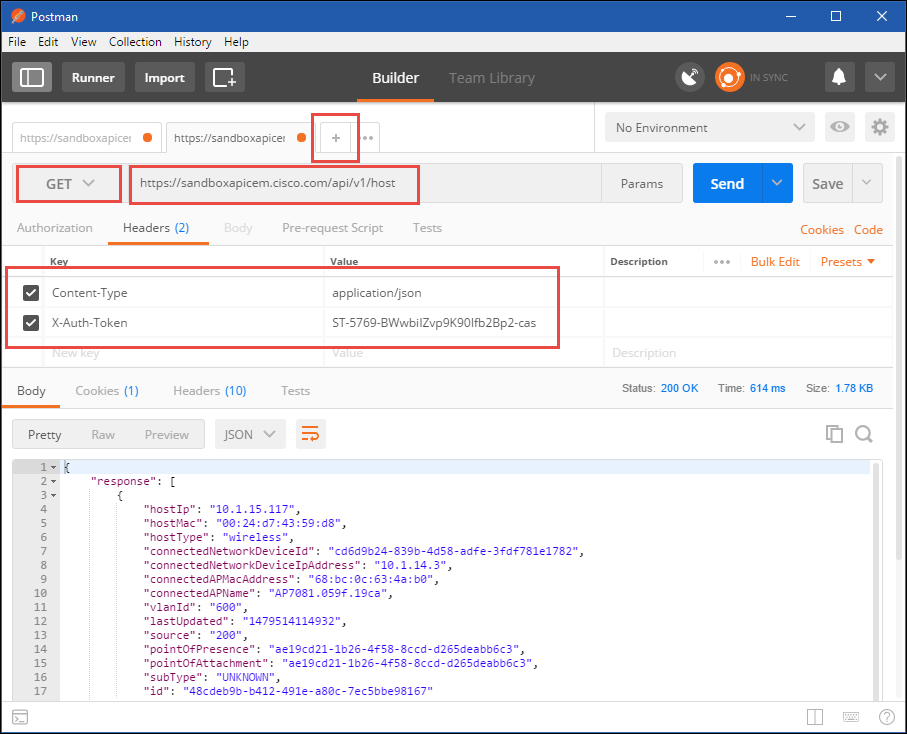 Postman
File Edit View Collection History Help
Runner Import Builder Team Library IN SYNC
https://sandboxapicem https://sandboxapicem + ••• No Environment
GET https://sandboxapicem.cisco.com/api/v1/host Params Send Save
Authorization Headers (2) Body Pre-request Script Tests Cookies Code
Key Value Description ••• Bulk Edit Presets
Content-Type application/json
X-Auth-Token ST-5769-BWwbiIZvp9K90lfb2Bp2-cas
New key Value Description
Body Cookies (1) Headers (10) Tests Status: 200 OK Time: 614 ms Size: 1.78 KB
Pretty Raw Preview JSON
1 {
2 "response": [
3 {
4 "hostIp": "10.1.15.117",
5 "hostMac": "00:24:d7:43:59:d8",
6 "hostType": "wireless",
7 "connectedNetworkDeviceId": "cd6d9b24-839b-4d58-adfe-3fdf781e1782",
8 "connectedNetworkDeviceIpAddress": "10.1.14.3",
9 "connectedAPMacAddress": "68:bc:0c:63:4a:b0",
10 "connectedAPName": "AP7081.059f.19ca",
11 "vlanId": "600",
12 "lastUpdated": "1479514114932",
13 "source": "200",
14 "pointOfPresence": "ae19cd21-1b26-4f58-8ccd-d265deabb6c3",
15 "pointOfAttachment": "ae19cd21-1b26-4f58-8ccd-d265deabb6c3",
16 "subType": "UNKNOWN",
17 "id": "48cdeb9b-b412-491e-a80c-7ec5bbe98167"